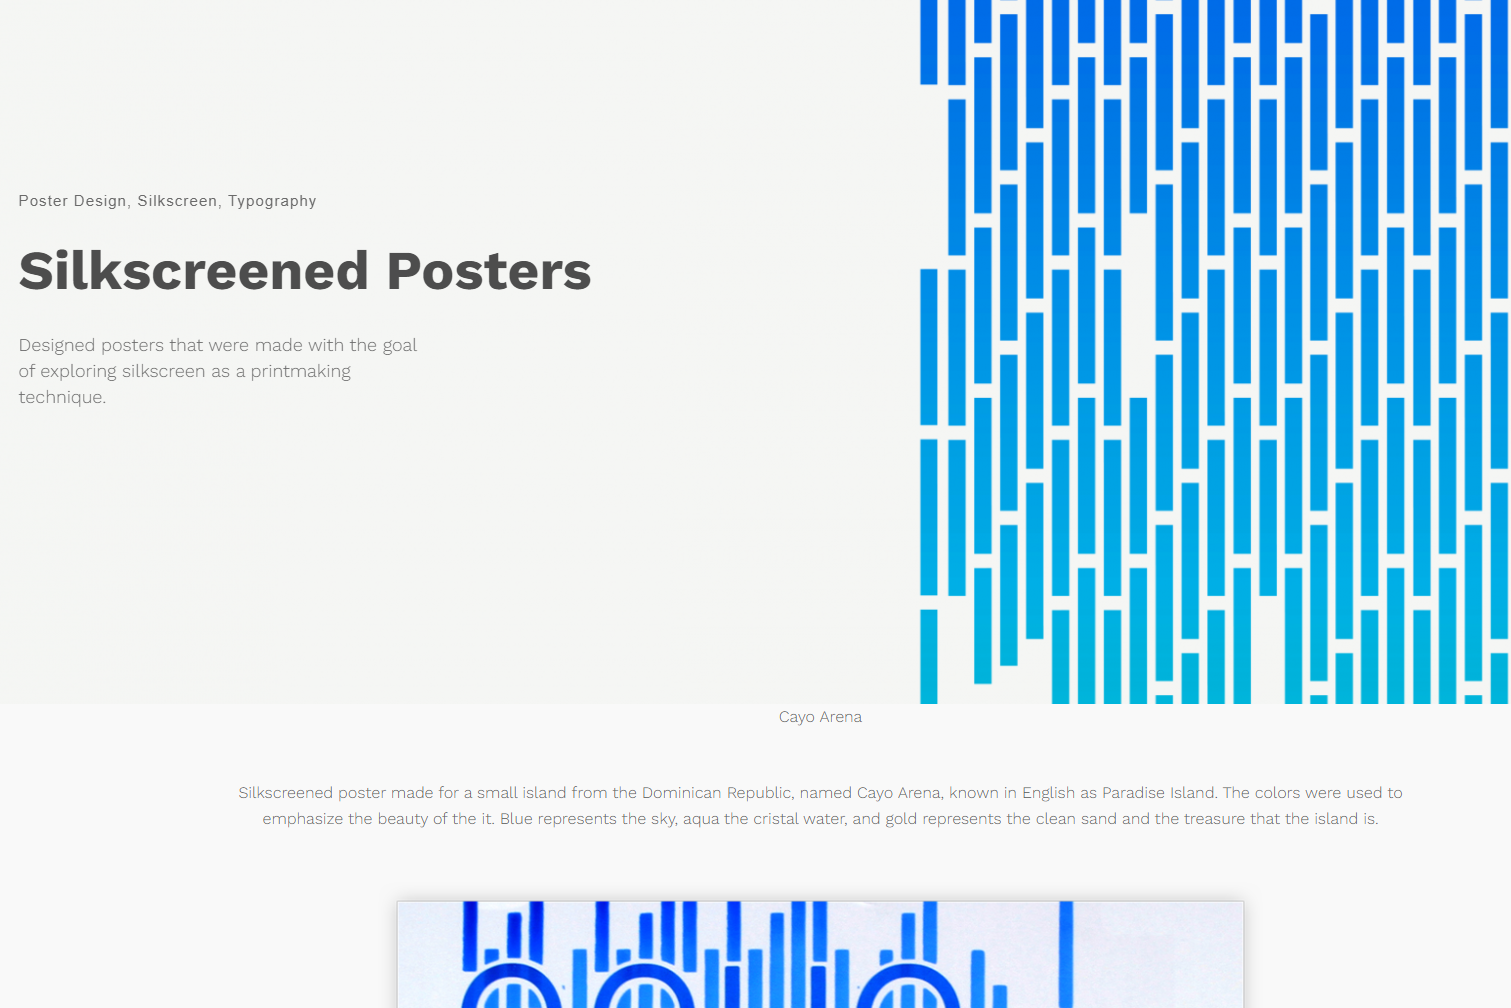 Poster Design, Silkscreen, Typography
Silkscreened Posters
Designed posters that were made with the goal
of exploring silkscreen as a printmaking
technique.
Cayo Arena
Silkscreened poster made for a small island from the Dominican Republic, named Cayo Arena, known in English as Paradise Island. The colors were used to
emphasize the beauty of the it. Blue represents the sky, aqua the cristal water, and gold represents the clean sand and the treasure that the island is.